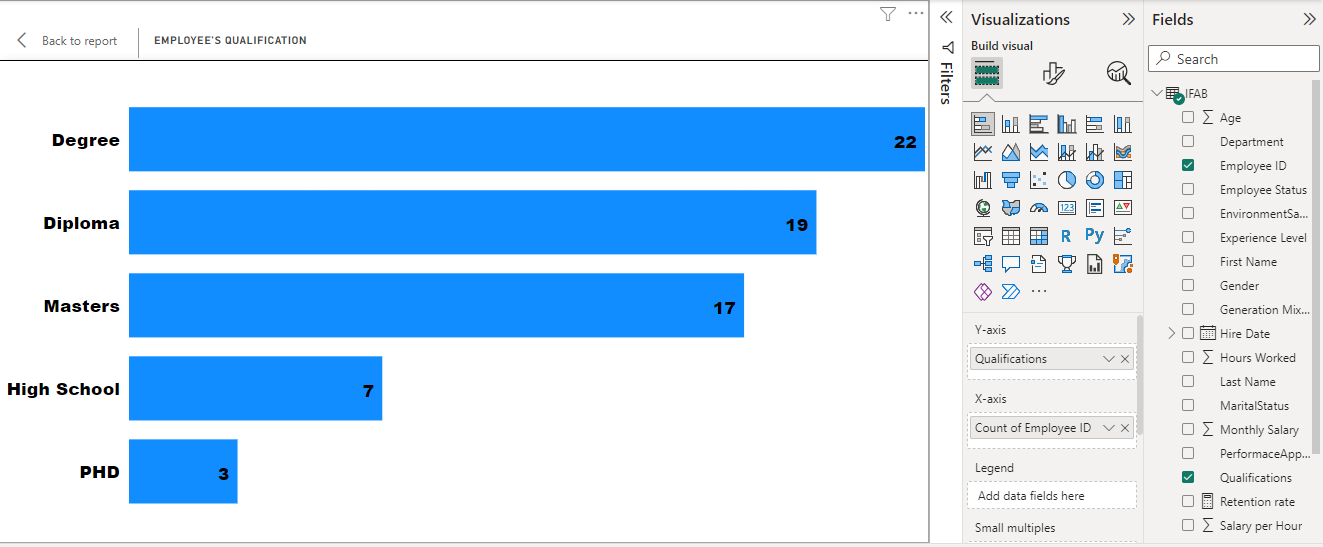 Back to report
EMPLOYEE'S QUALIFICATION
Degree
22
Diploma
19
Masters
17
High School
7
PHD
3
Filters
Visualizations
Build visual
123
R
Py
Y-axis
Qualifications
X-axis
Count of Employee ID
Legend
Add data fields here
Small multiples
Fields
Search
IFAB
Age
Department
Employee ID
Employee Status
EnvironmentSa...
Experience Level
First Name
Gender
Generation Mix...
Hire Date
Hours Worked
Last Name
MaritalStatus
Monthly Salary
PerformaceApp...
Qualifications
Retention rate
Salary per Hour